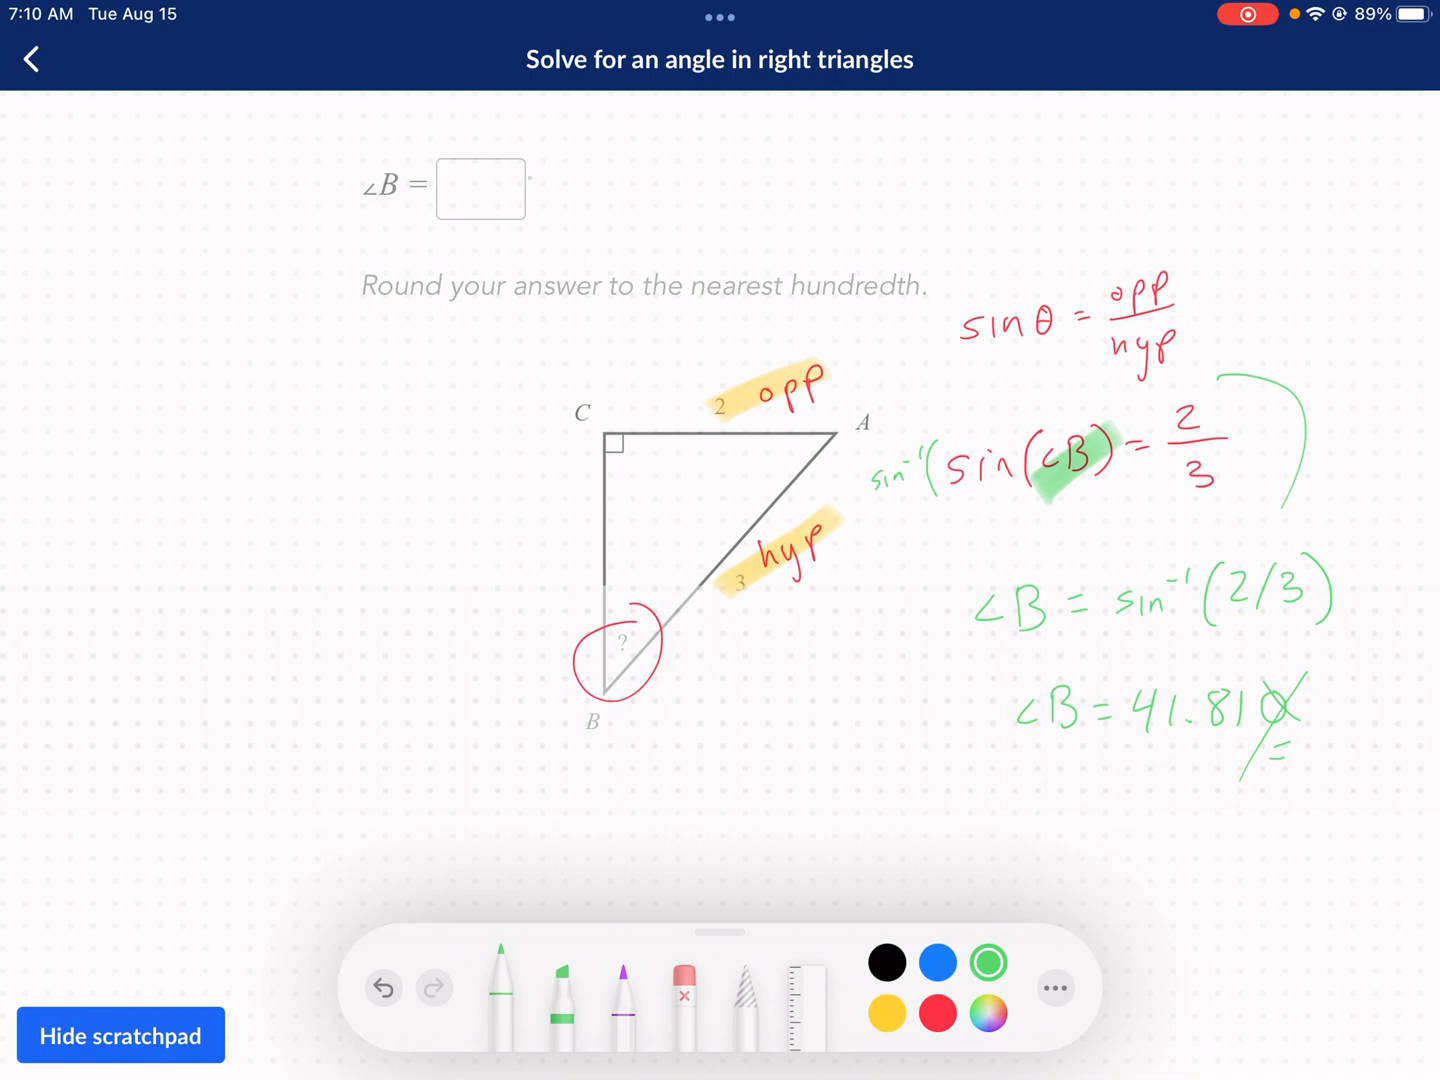 7:10 AM Tue Aug 15
89%
Solve for an angle in right triangles
∠B = °
Round your answer to the nearest hundredth.
sin θ = opp/hyp
2 opp
C
A
sin⁻¹(sin(∠B) = 2/3
hyp
3
∠B = sin⁻¹(2/3)
?
∠B = 41.810
B
Hide scratchpad